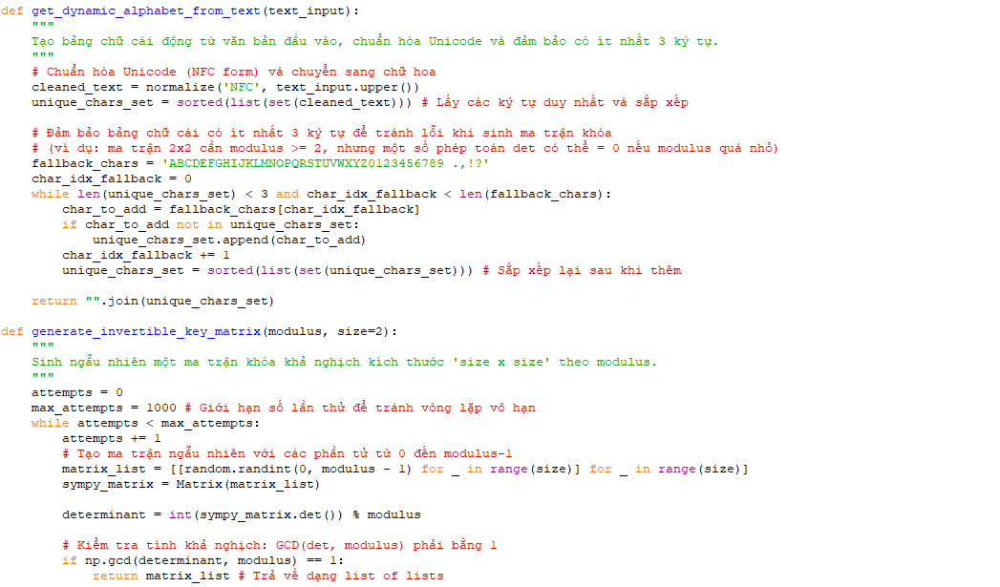 def get_dynamic_alphabet_from_text(text_input):
    """
    Tạo bảng chữ cái động từ văn bản đầu vào, chuẩn hóa Unicode và đảm bảo có ít nhất 3 ký tự.
    """
    # Chuẩn hóa Unicode (NFC form) và chuyển sang chữ hoa
    cleaned_text = normalize('NFC', text_input.upper())
    unique_chars_set = sorted(list(set(cleaned_text))) # Lấy các ký tự duy nhất và sắp xếp

    # Đảm bảo bảng chữ cái có ít nhất 3 ký tự để tránh lỗi khi sinh ma trận khóa
    # (ví dụ: ma trận 2x2 cần modulus >= 2, nhưng một số phép toán det có thể = 0 nếu modulus quá nhỏ)
    fallback_chars = 'ABCDEFGHIJKLMNOPQRSTUVWXYZ0123456789 .,!?'
    char_idx_fallback = 0
    while len(unique_chars_set) < 3 and char_idx_fallback < len(fallback_chars):
        char_to_add = fallback_chars[char_idx_fallback]
        if char_to_add not in unique_chars_set:
            unique_chars_set.append(char_to_add)
        char_idx_fallback += 1
        unique_chars_set = sorted(list(set(unique_chars_set))) # Sắp xếp lại sau khi thêm

    return "".join(unique_chars_set)

def generate_invertible_key_matrix(modulus, size=2):
    """
    Sinh ngẫu nhiên một ma trận khóa khả nghịch kích thước 'size x size' theo modulus.
    """
    attempts = 0
    max_attempts = 1000 # Giới hạn số lần thử để tránh vòng lặp vô hạn
    while attempts < max_attempts:
        attempts += 1
        # Tạo ma trận ngẫu nhiên với các phần tử từ 0 đến modulus-1
        matrix_list = [[random.randint(0, modulus - 1) for _ in range(size)] for _ in range(size)]
        sympy_matrix = Matrix(matrix_list)

        determinant = int(sympy_matrix.det()) % modulus

        # Kiểm tra tính khả nghịch: GCD(det, modulus) phải bằng 1
        if np.gcd(determinant, modulus) == 1:
            return matrix_list # Trả về dạng list of lists